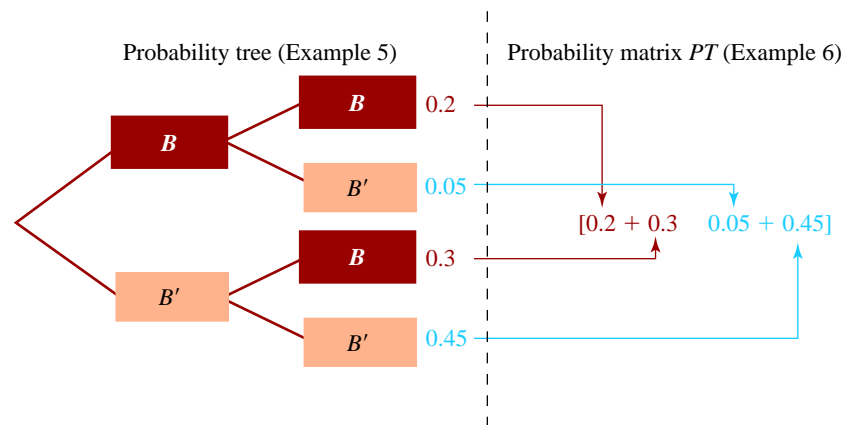 Probability tree (Example 5)
Probability matrix PT (Example 6)
B
0.2
B
B′
0.05
[0.2 + 0.3 0.05 + 0.45]
B
0.3
B′
B′
0.45